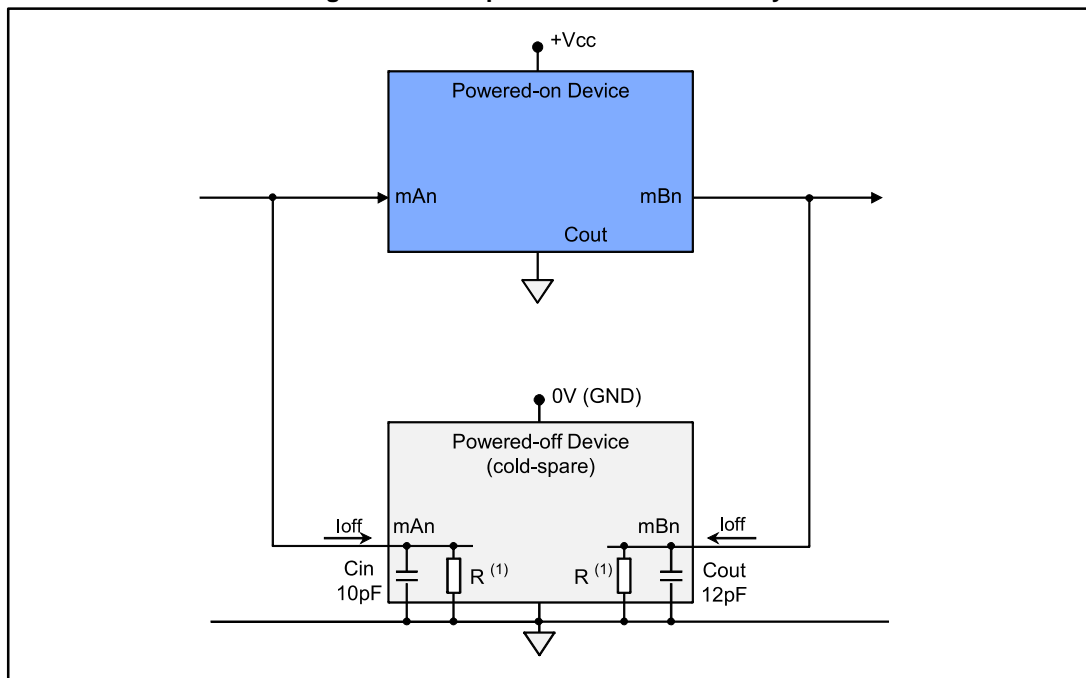 +Vcc
Powered-on Device
mAn
mBn
Cout
0V (GND)
Powered-off Device
(cold-spare)
Ioff
mAn
mBn
Ioff
Cin
10pF
R (1)
R (1)
Cout
12pF